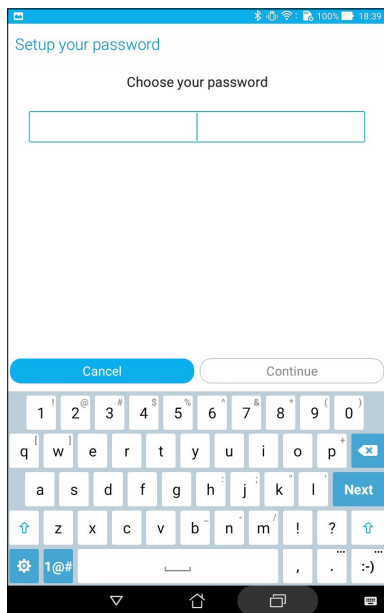 100% 18:39
Setup your password
Choose your password
Cancel Continue
1 ! 2 @ 3 # 4 $ 5 % 6 ^ 7 & 8 * 9 ( 0 )
q [ w ] e r t y u i o p +
a s d f g h : j ; k " l ' Next
z x c v b - n - m / ! ?
1@# , . ... :-) ...